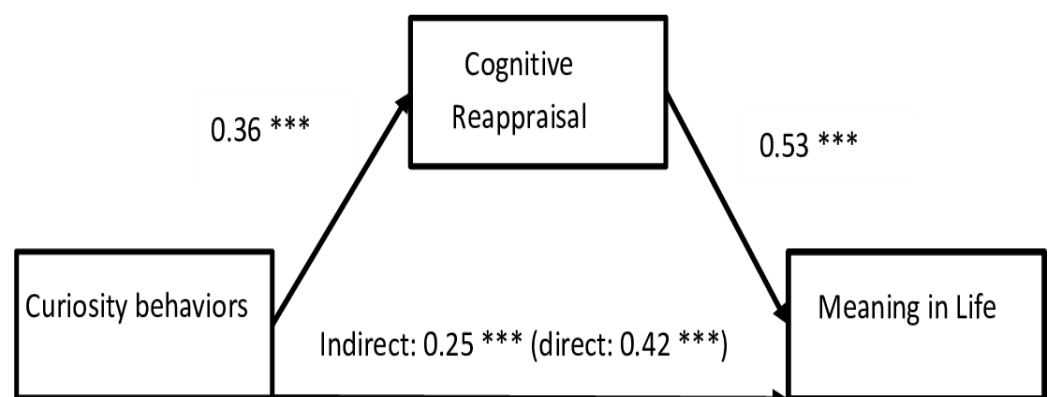 Cognitive
Reappraisal
0.36 ***
0.53 ***
Curiosity behaviors
Meaning in Life
Indirect: 0.25 *** (direct: 0.42 ***)